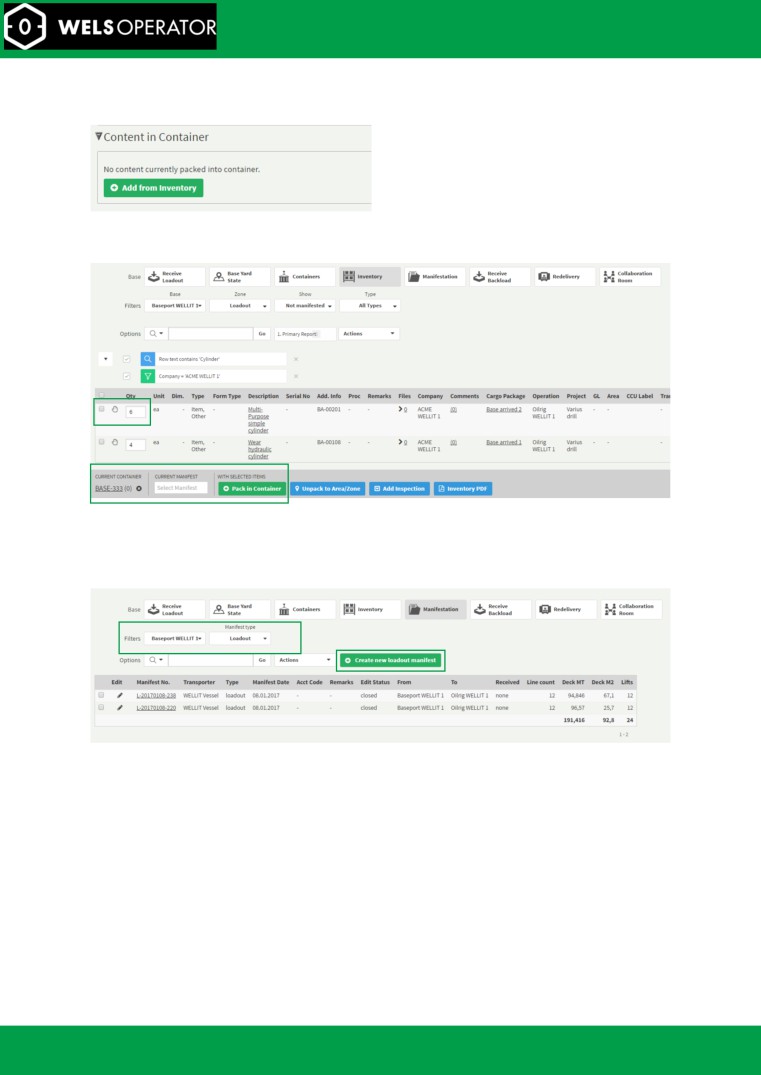 WELSOPERATOR
Content in Container
No content currently packed into container.
Add from Inventory
Base Receive Loadout Base Yard State Containers Inventory Manifestation Receive Backload Redelivery Collaboration Room
Base Zone Show Type
Filters Baseport WELLIT 1 Loadout Not manifested All Types
Options Go 1. Primary Report Actions
Row text contains 'Cylinder'
Company = 'ACME WELLIT 1'
Qty Unit Dim. Type Form Type Description Serial No Add. Info Proc Remarks Files Company Comments Cargo Package Operation Project GL Area CCU Label
6 ea - Item, Other - Multi-Purpose simple cylinder - BA-00201 - - 0 ACME WELLIT 1 (0) Base arrived 2 Oilrig WELLIT 1 Varius drill - - -
4 ea - Item, Other - Wear hydraulic cylinder - BA-00108 - - 0 ACME WELLIT 1 (0) Base arrived 1 Oilrig WELLIT 1 Varius drill - - -
CURRENT CONTAINER CURRENT MANIFEST WITH SELECTED ITEMS
BASE-333 (0) Select Manifest Pack in Container Unpack to Area/Zone Add Inspection Inventory PDF
Base Receive Loadout Base Yard State Containers Inventory Manifestation Receive Backload Redelivery Collaboration Room
Manifest type
Filters Baseport WELLIT 1 Loadout
Options Go Actions Create new loadout manifest
Edit Manifest No. Transporter Type Manifest Date Acct Code Remarks Edit Status From To Received Line count Deck MT Deck M2 Lifts
L-20170108-238 WELLIT Vessel loadout 08.01.2017 - - closed Baseport WELLIT 1 Oilrig WELLIT 1 none 12 94,846 67,1 12
L-20170108-220 WELLIT Vessel loadout 08.01.2017 - - closed Baseport WELLIT 1 Oilrig WELLIT 1 none 12 96,57 25,7 12
191,416 92,8 24
1 - 2